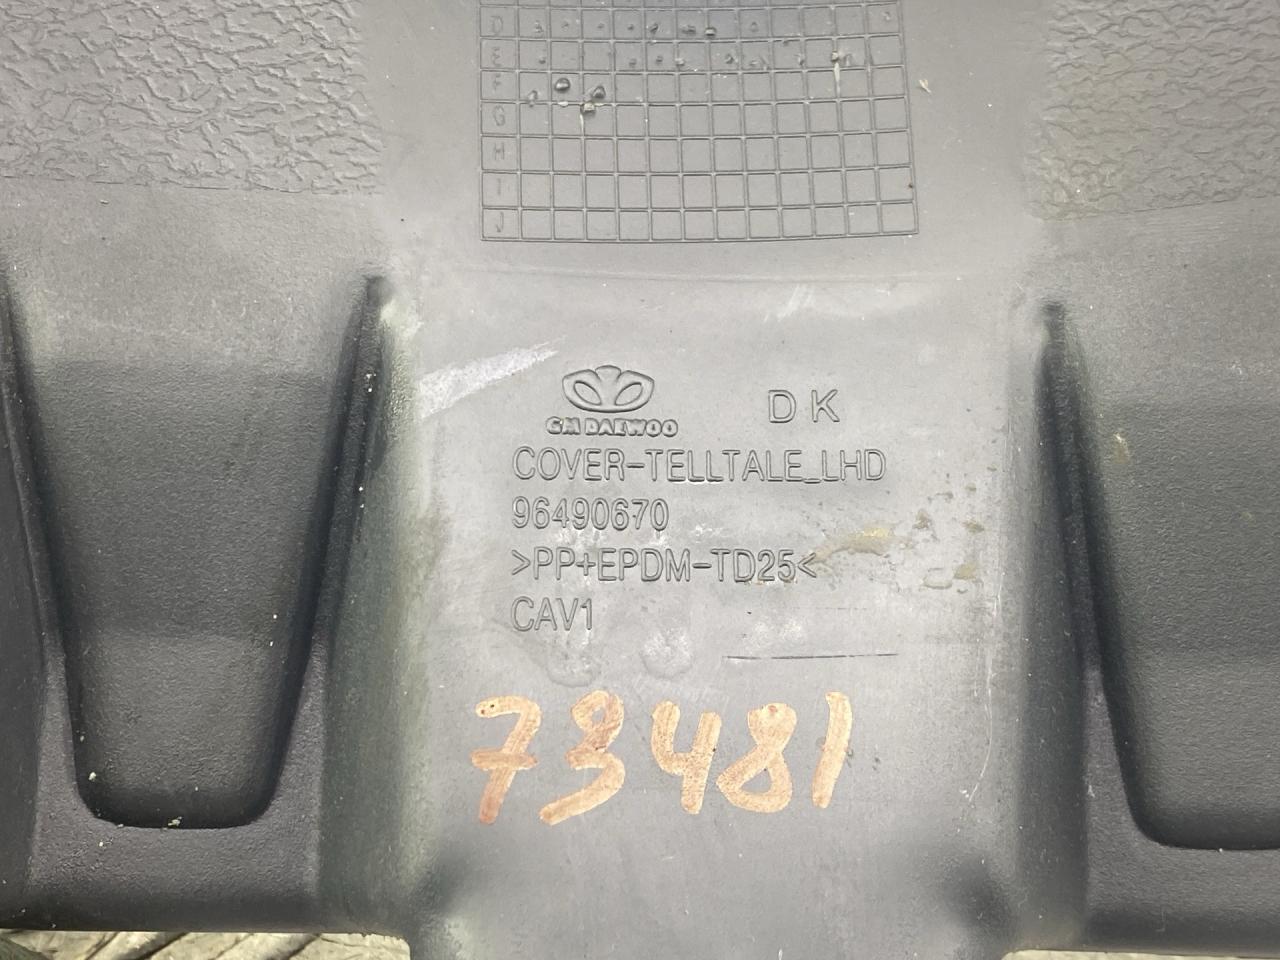 D
E
F
G
H
I
J
GM DAEWOO
DK
COVER-TELLTALE_LHD
96490670
>PP+EPDM-TD25<
CAV1
73481